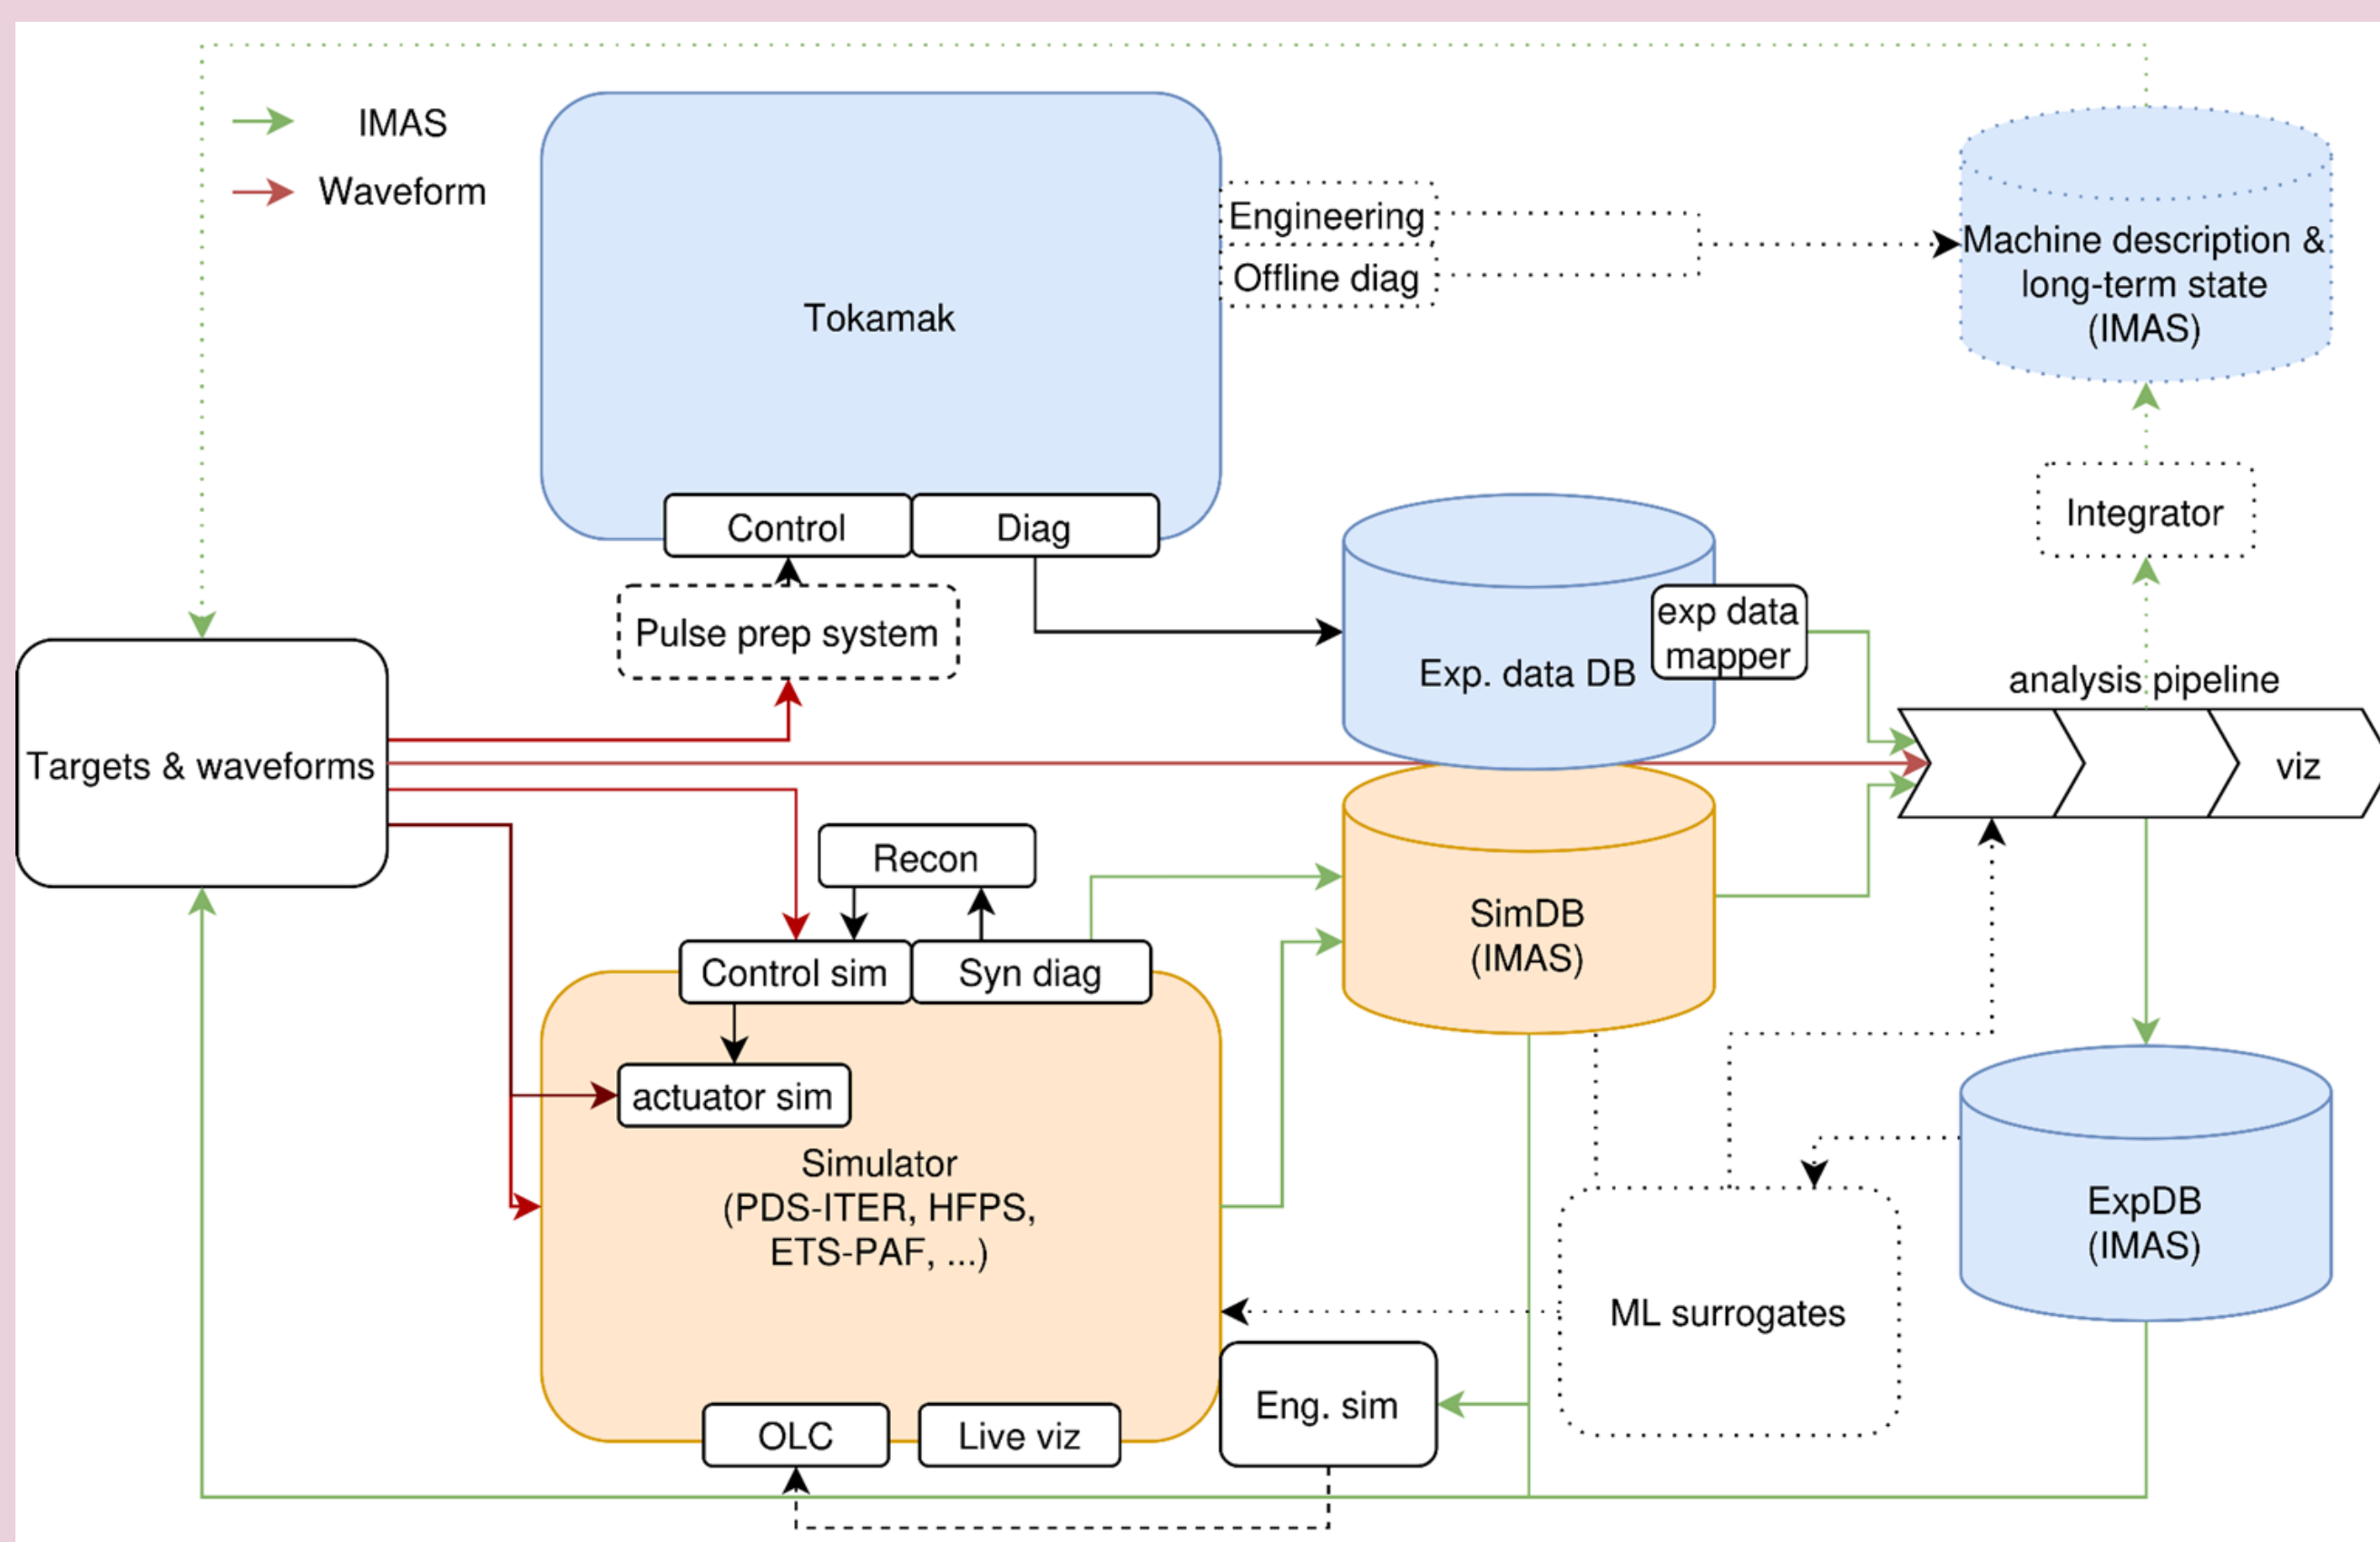 IMAS
Waveform
Tokamak
Engineering
Offline diag
Machine description &
long-term state
(IMAS)
Control
Diag
Integrator
Pulse prep system
exp data
mapper
Exp. data DB
analysis pipeline
Targets & waveforms
viz
Recon
Control sim
Syn diag
SimDB
(IMAS)
actuator sim
Simulator
(PDS-ITER, HFPS,
ETS-PAF, ...)
ExpDB
(IMAS)
ML surrogates
Eng. sim
OLC
Live viz